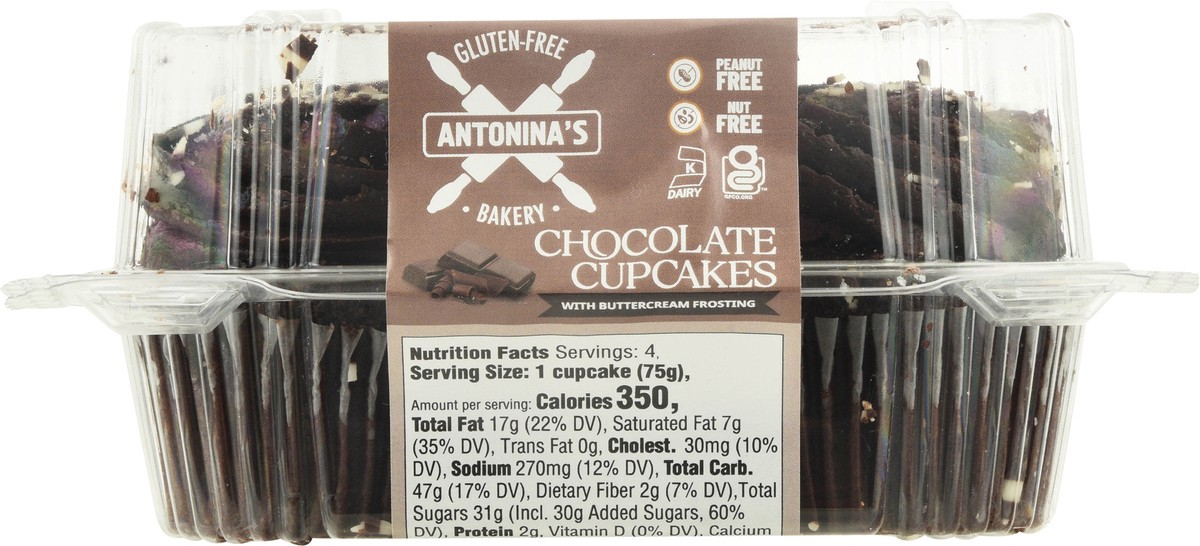 GLUTEN-FREE
ANTONINA'S
• BAKERY •
PEANUT
FREE
NUT
FREE
K
DAIRY
GFCO.ORG
TM
CHOCOLATE
CUPCAKES
WITH BUTTERCREAM FROSTING
Nutrition Facts Servings: 4,
Serving Size: 1 cupcake (75g),
Amount per serving: Calories 350,
Total Fat 17g (22% DV), Saturated Fat 7g
(35% DV), Trans Fat 0g, Cholest. 30mg (10%
DV), Sodium 270mg (12% DV), Total Carb.
47g (17% DV), Dietary Fiber 2g (7% DV),Total
Sugars 31g (Incl. 30g Added Sugars, 60%
DV), Protein 2g, Vitamin D (0% DV), Calcium